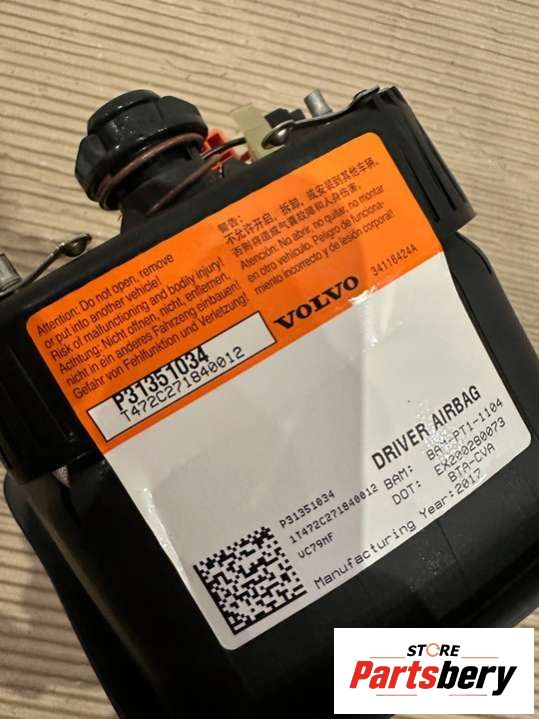 Attention: Do not open, remove
or put into another vehicle!
Risk of malfunctioning and bodily injury!
Achtung: Nicht öffnen, nicht entfernen,
nicht in ein anderes Fahrzeug einbauen!
Gefahr von Fehlfunktion und Verletzung!
警告:
不允许开启，拆卸，或安装到其他车辆，
否则将造成气囊故障和人身伤害。
Atención: No abrir, no quitar, no montar
en otro vehículo. Peligro de funciona-
miento incorrecto y de lesión corporal!
P31351034
T472C271840012
VOLVO
34118424A
DRIVER AIRBAG
BAM: BAM-PT1-1104
EX200280073
DOT: BTA-CVA
Manufacturing Year:2017
P31351034
1T472C271840012
VC79MF
STORE
Partsbery